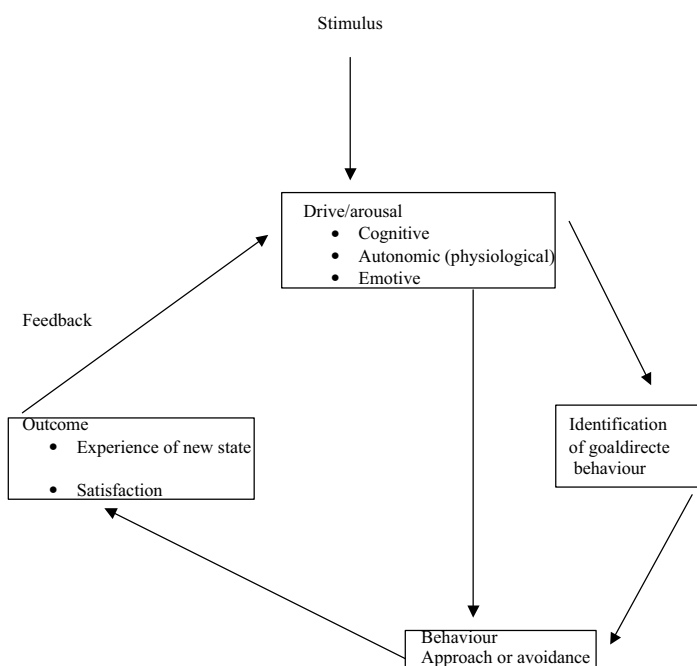 Stimulus
Drive/arousal
• Cognitive
• Autonomic (physiological)
• Emotive
Feedback
Outcome
• Experience of new state
• Satisfaction
Identification
of goaldirecte
behaviour
Behaviour
Approach or avoidance